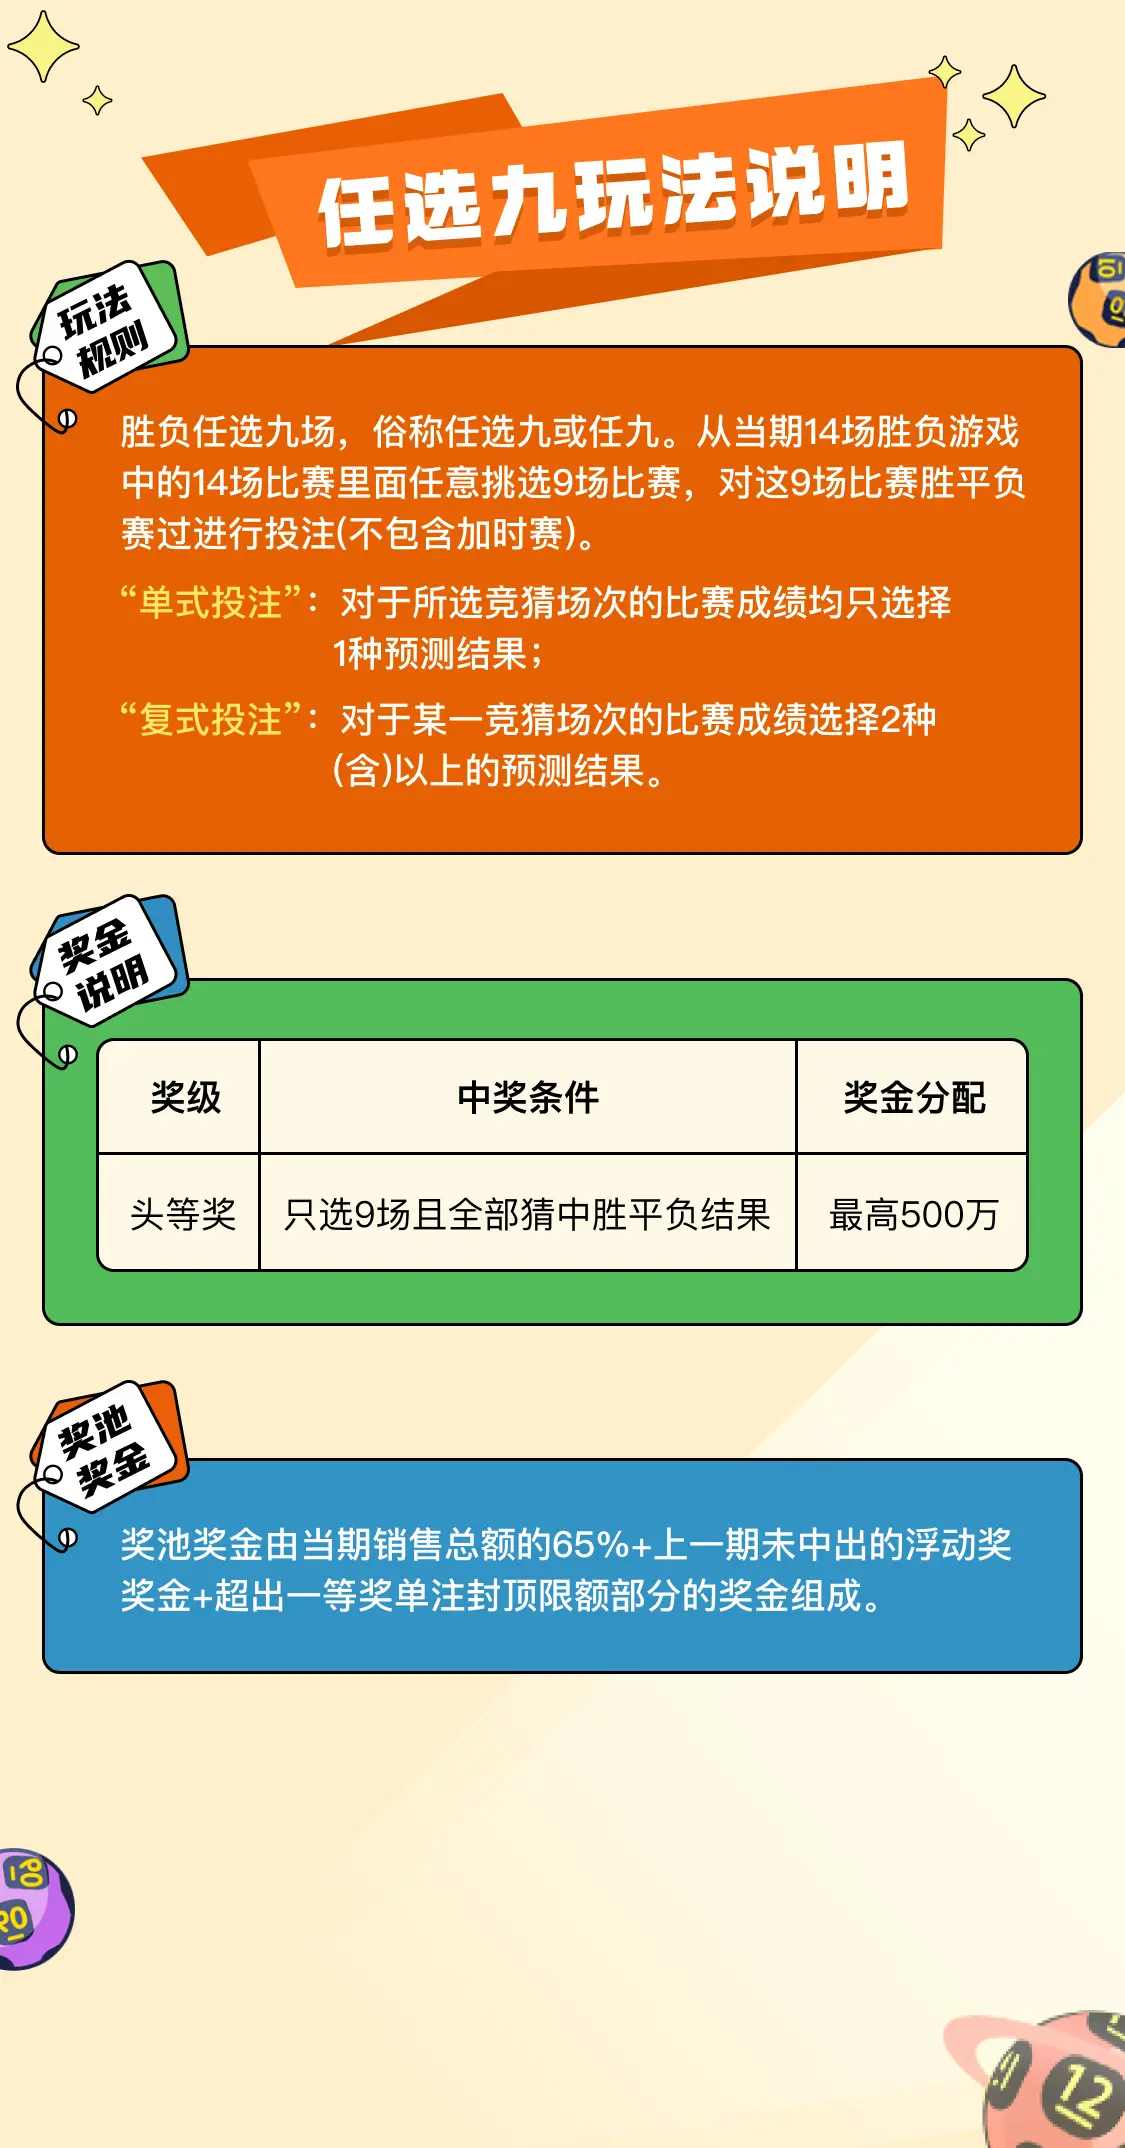 任选九玩法说明
玩法
规则
胜负任选九场，俗称任选九或任九。从当期14场胜负游戏
中的14场比赛里面任意挑选9场比赛，对这9场比赛胜平负
赛过进行投注(不包含加时赛)。
“单式投注”：对于所选竞猜场次的比赛成绩均只选择
1种预测结果；
“复式投注”：对于某一竞猜场次的比赛成绩选择2种
(含)以上的预测结果。
奖金
说明
奖级 中奖条件 奖金分配
头等奖 只选9场且全部猜中胜平负结果 最高500万
奖池
奖金
奖池奖金由当期销售总额的65%+上一期未中出的浮动奖
奖金+超出一等奖单注封顶限额部分的奖金组成。
12